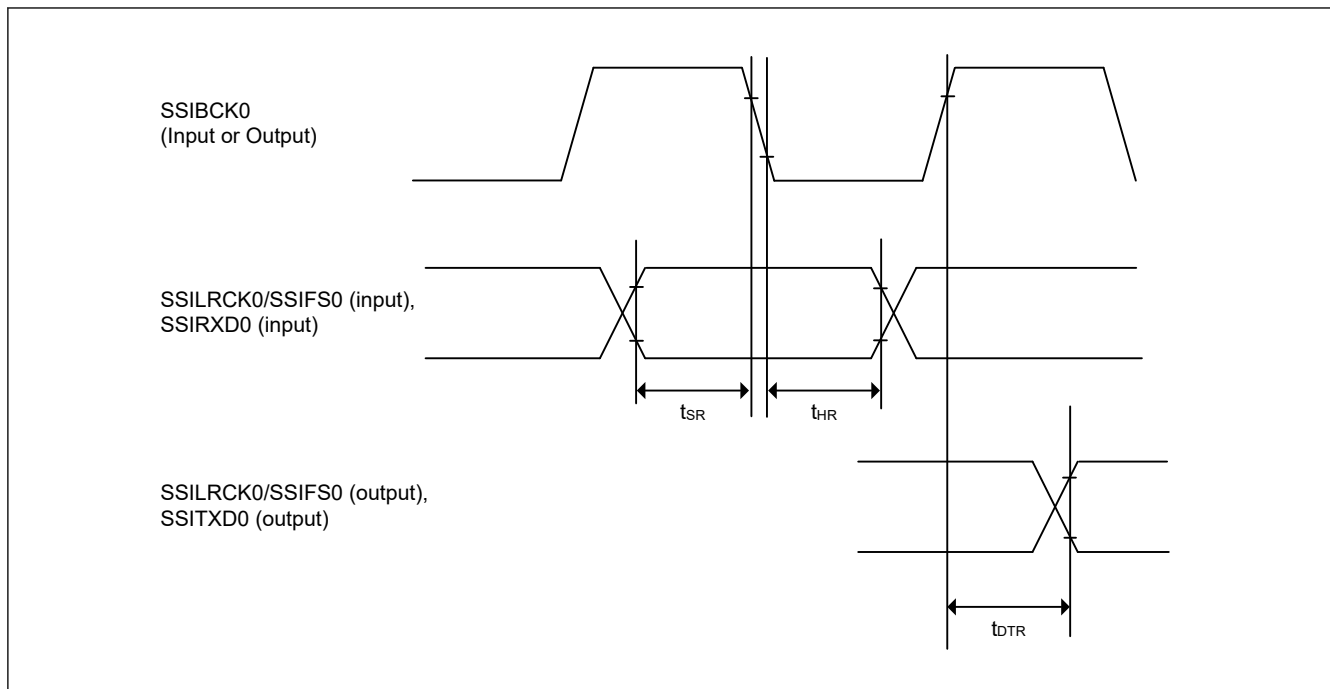 SSIBCK0
(Input or Output)
SSILRCK0/SSIFS0 (input),
SSIRXD0 (input)
tSR
tHR
SSILRCK0/SSIFS0 (output),
SSITXD0 (output)
tDTR